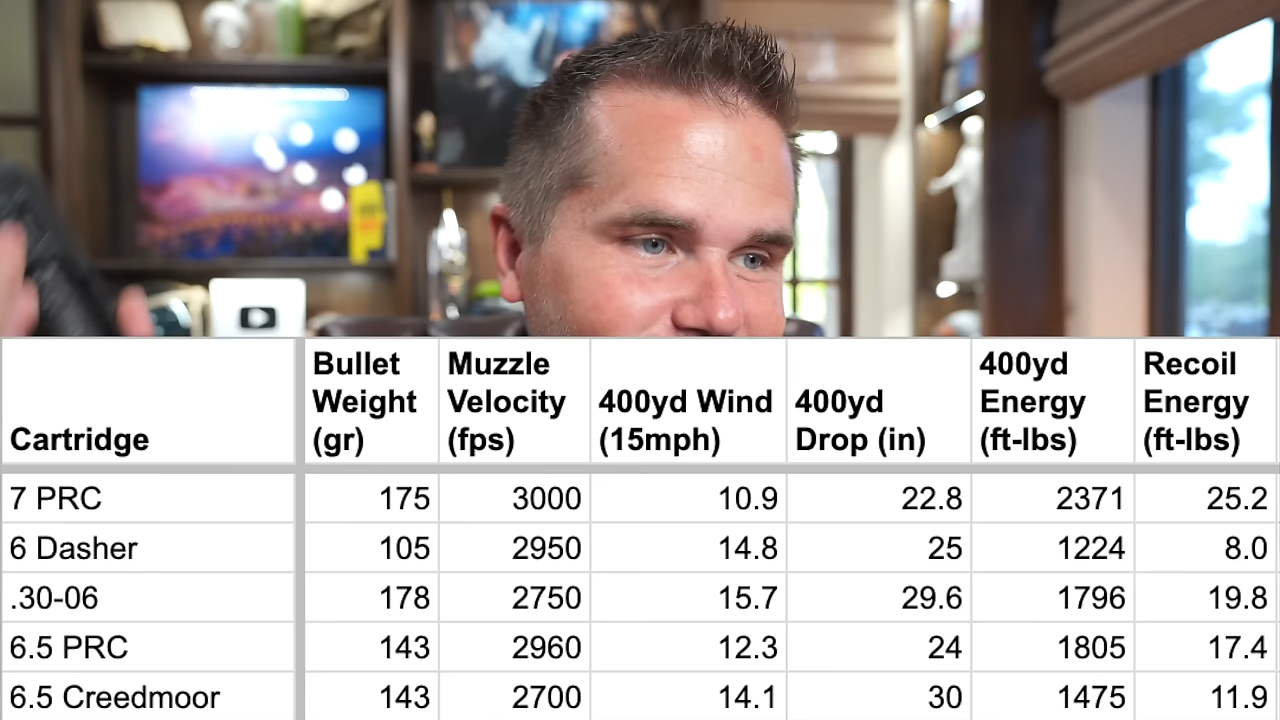 Cartridge Bullet Weight (gr) Muzzle Velocity (fps) 400yd Wind (15mph) 400yd Drop (in) 400yd Energy (ft-lbs) Recoil Energy (ft-lbs)
7 PRC 175 3000 10.9 22.8 2371 25.2
6 Dasher 105 2950 14.8 25 1224 8.0
.30-06 178 2750 15.7 29.6 1796 19.8
6.5 PRC 143 2960 12.3 24 1805 17.4
6.5 Creedmoor 143 2700 14.1 30 1475 11.9